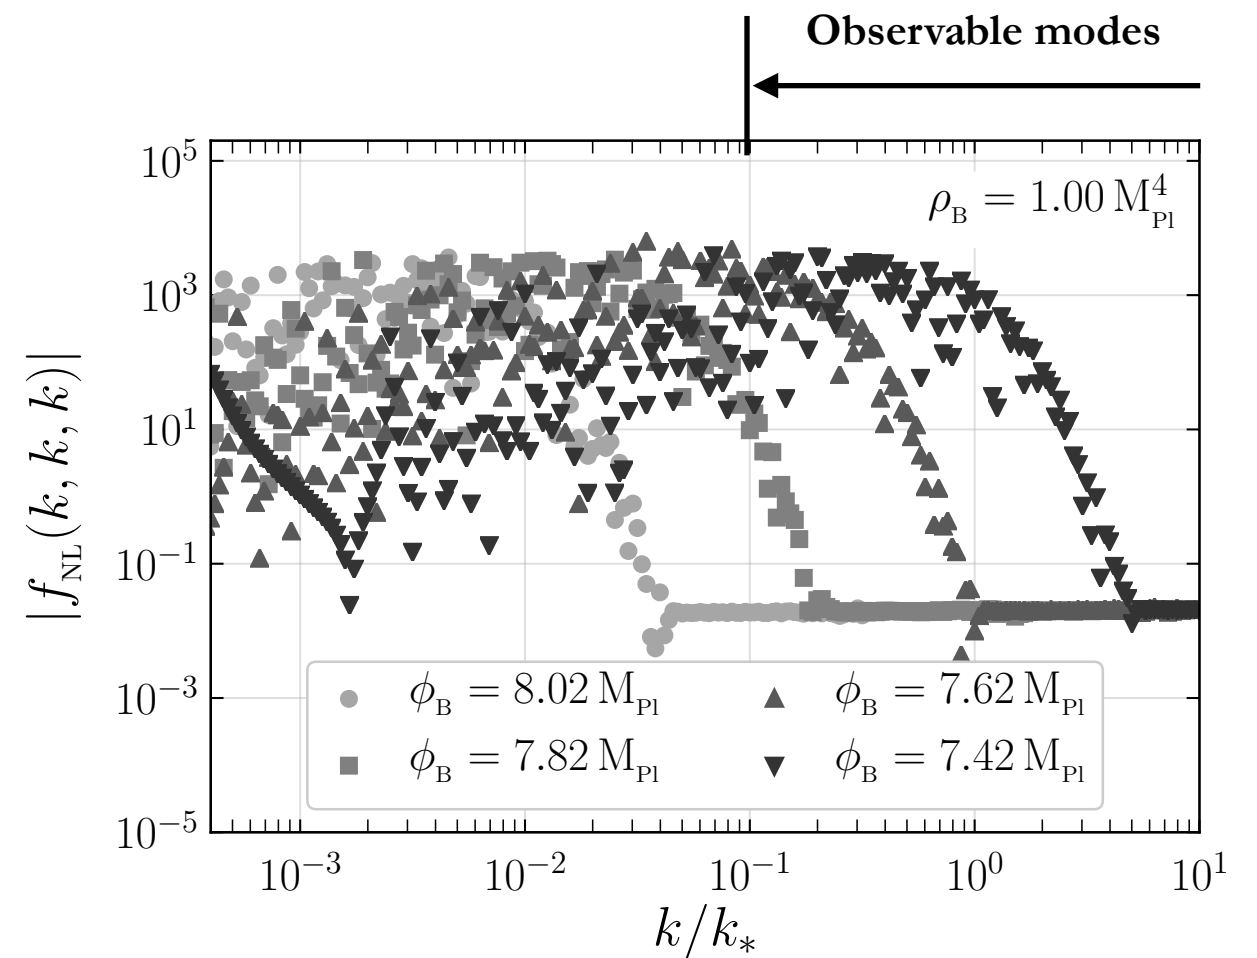 Observable modes
10^5
10^3
10^1
10^−1
10^−3
10^−5
|f_NL(k, k, k)|
ρ_B = 1.00 M_Pl^4
ϕ_B = 8.02 M_Pl
ϕ_B = 7.62 M_Pl
ϕ_B = 7.82 M_Pl
ϕ_B = 7.42 M_Pl
10^−3 10^−2 10^−1 10^0 10^1
k/k_*